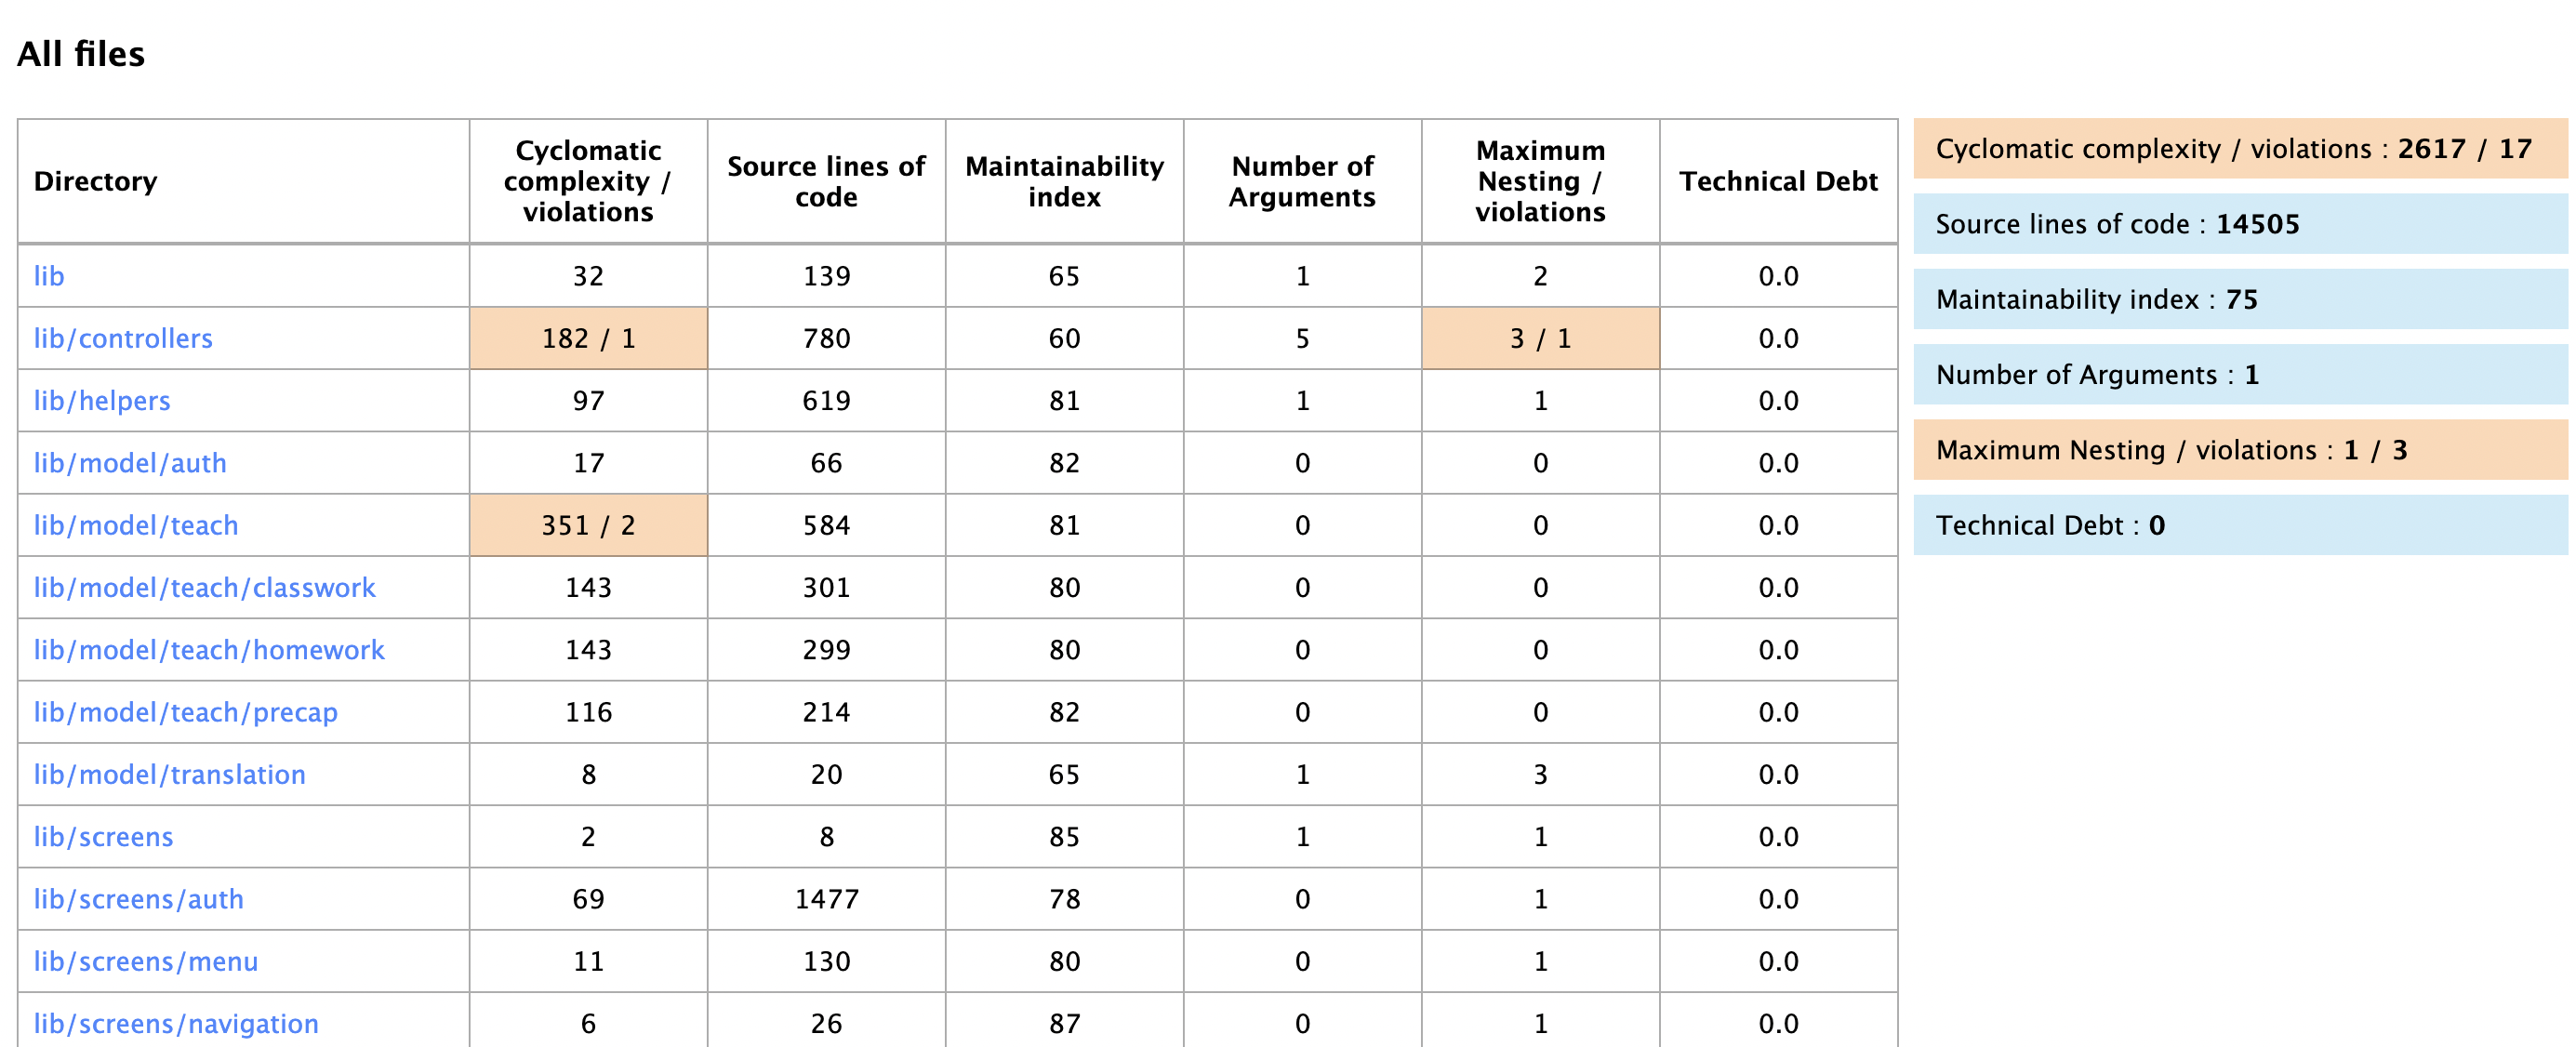 All files
Directory Cyclomatic complexity / violations Source lines of code Maintainability index Number of Arguments Maximum Nesting / violations Technical Debt
lib 32 139 65 1 2 0.0
lib/controllers 182 / 1 780 60 5 3 / 1 0.0
lib/helpers 97 619 81 1 1 0.0
lib/model/auth 17 66 82 0 0 0.0
lib/model/teach 351 / 2 584 81 0 0 0.0
lib/model/teach/classwork 143 301 80 0 0 0.0
lib/model/teach/homework 143 299 80 0 0 0.0
lib/model/teach/precap 116 214 82 0 0 0.0
lib/model/translation 8 20 65 1 3 0.0
lib/screens 2 8 85 1 1 0.0
lib/screens/auth 69 1477 78 0 1 0.0
lib/screens/menu 11 130 80 0 1 0.0
lib/screens/navigation 6 26 87 0 1 0.0
Cyclomatic complexity / violations : 2617 / 17
Source lines of code : 14505
Maintainability index : 75
Number of Arguments : 1
Maximum Nesting / violations : 1 / 3
Technical Debt : 0